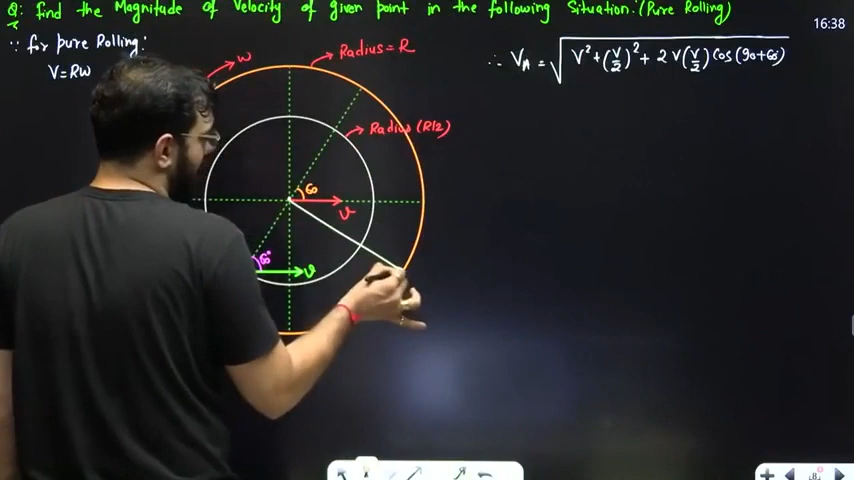 Q: find the Magnitude of Velocity of given point in the following Situation: (Pure Rolling)
16:38
∵ for pure Rolling:
V=Rω
ω
Radius = R
∴ V_A = √(V² + (V/2)² + 2 V(V/2) Cos(90+60)
Radius (R/2)
60
v
60°
v